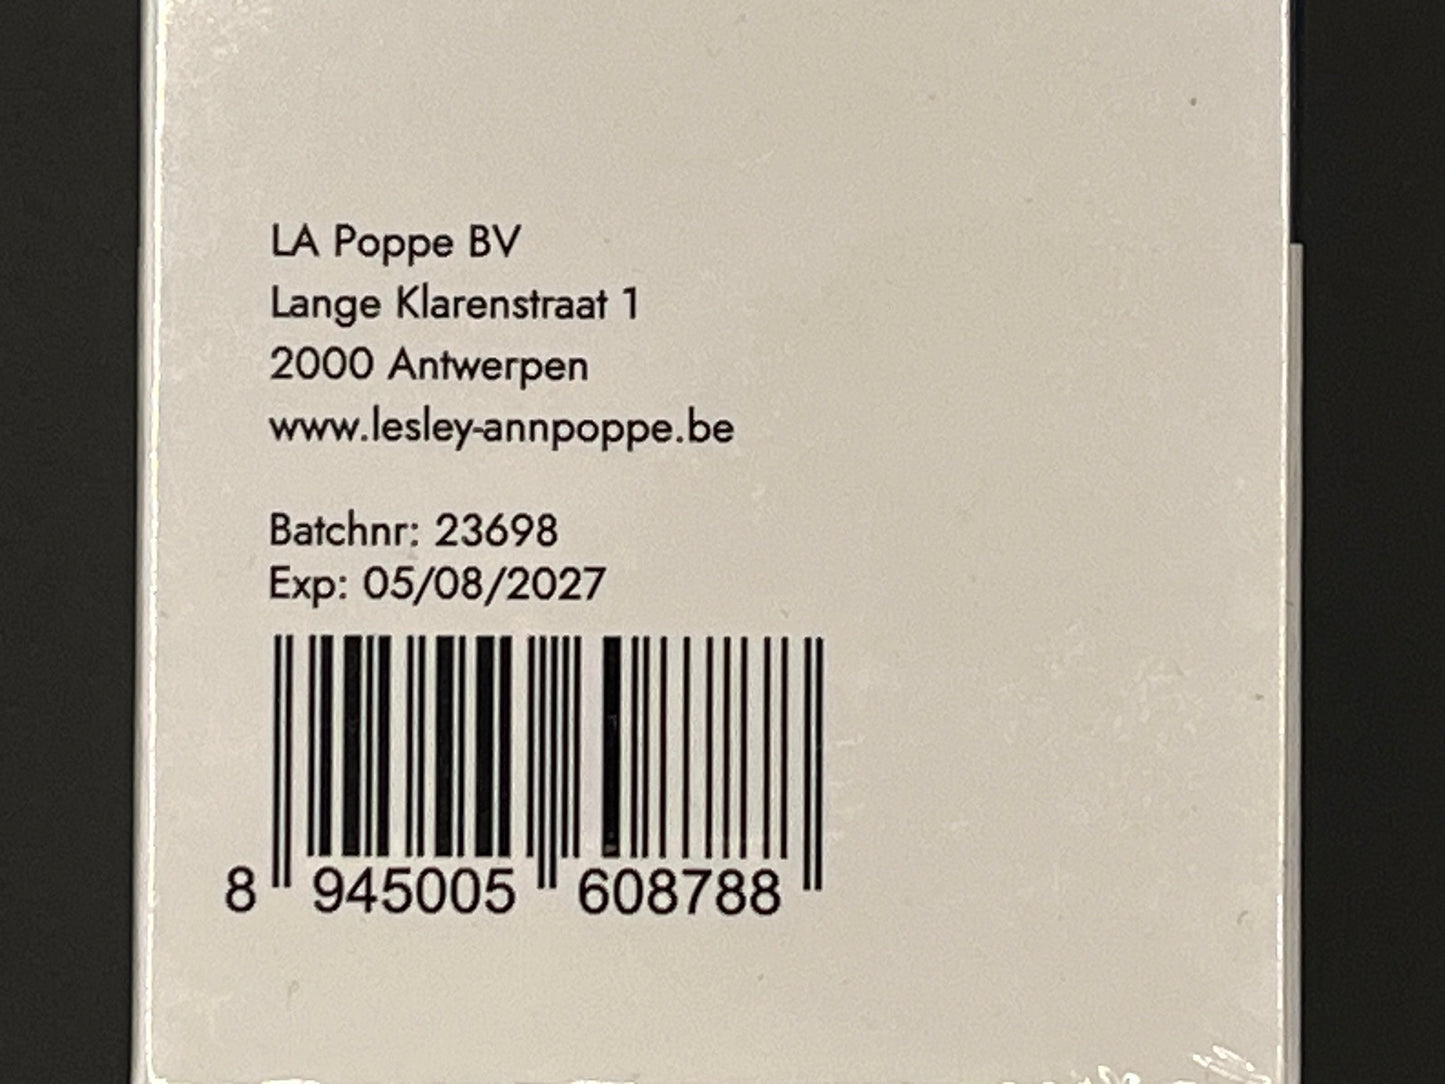 LA Poppe BV
Lange Klarenstraat 1
2000 Antwerpen
www.lesley-annpoppe.be
Batchnr: 23698
Exp: 05/08/2027
8 945005 608788